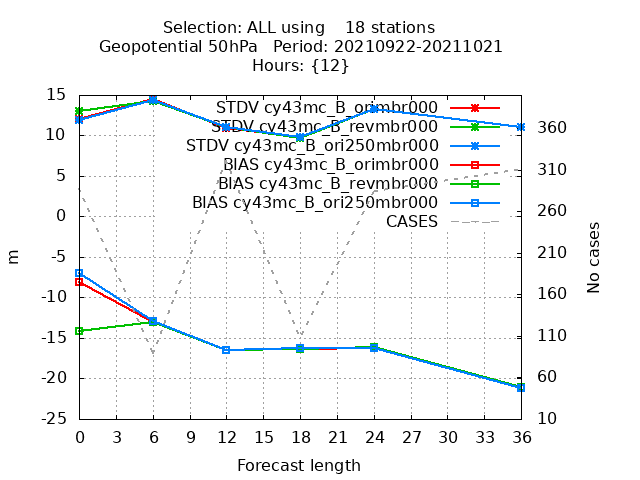 Selection: ALL using    18 stations
Geopotential 50hPa   Period: 20210922-20211021
Hours: {12}
STDV cy43mc_B_orimbr000
STDV cy43mc_B_revmbr000
STDV cy43mc_B_ori250mbr000
BIAS cy43mc_B_orimbr000
BIAS cy43mc_B_revmbr000
BIAS cy43mc_B_ori250mbr000
CASES
15
10
5
0
-5
-10
-15
-20
-25
m
360
310
260
210
160
110
60
10
No cases
0 3 6 9 12 15 18 21 24 27 30 33 36
Forecast length